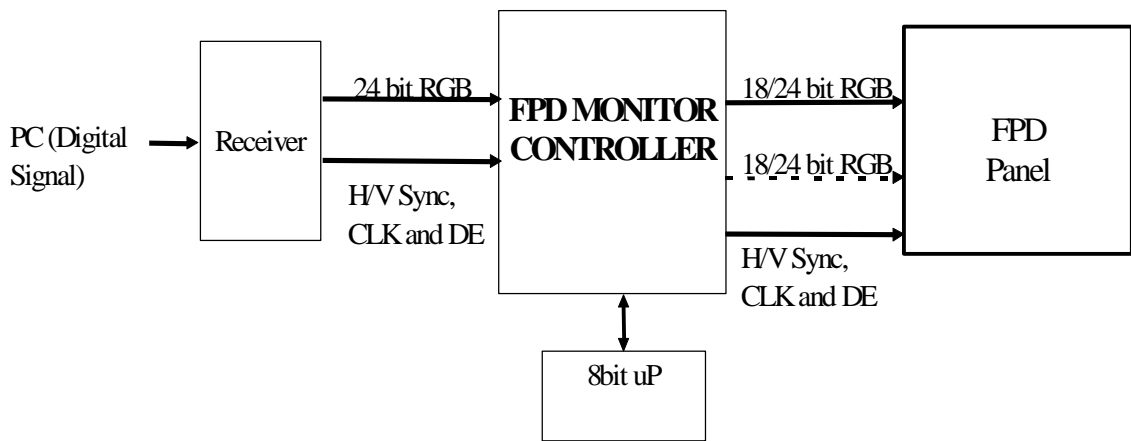 PC (Digital
Signal)
Receiver
24 bit RGB
H/V Sync,
CLK and DE
FPD MONITOR
CONTROLLER
18/24 bit RGB
18/24 bit RGB
H/V Sync,
CLK and DE
FPD
Panel
8bit uP